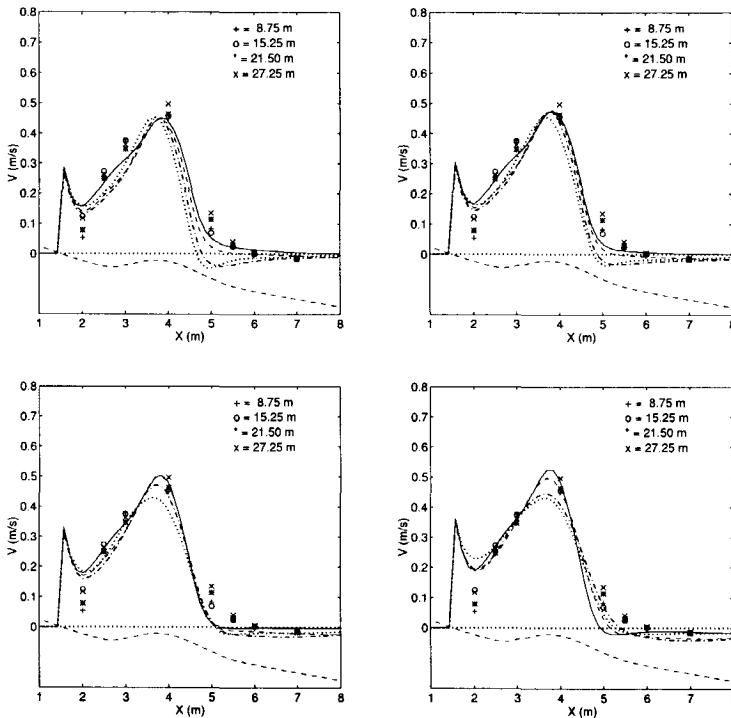 0.8
0.7
0.6
0.5
0.4
0.3
0.2
0.1
0
V (m/s)
+ = 8.75 m
o = 15.25 m
* = 21.50 m
x = 27.25 m
1 2 3 4 5 6 7 8
X (m)
0.8
0.7
0.6
0.5
0.4
0.3
0.2
0.1
0
V (m/s)
+ = 8.75 m
o = 15.25 m
* = 21.50 m
x = 27.25 m
1 2 3 4 5 6 7 8
X (m)
0.8
0.7
0.6
0.5
0.4
0.3
0.2
0.1
0
V (m/s)
+ = 8.75 m
o = 15.25 m
* = 21.50 m
x = 27.25 m
1 2 3 4 5 6 7 8
X (m)
0.8
0.7
0.6
0.5
0.4
0.3
0.2
0.1
0
V (m/s)
+ = 8.75 m
o = 15.25 m
* = 21.50 m
x = 27.25 m
1 2 3 4 5 6 7 8
X (m)